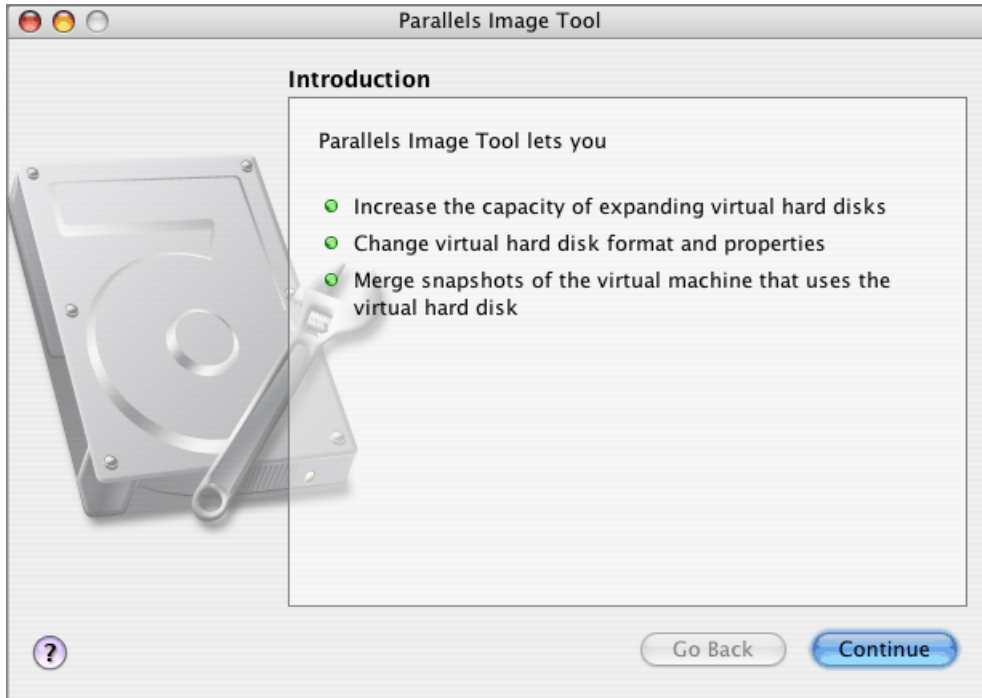 Parallels Image Tool
Introduction
Parallels Image Tool lets you
Increase the capacity of expanding virtual hard disks
Change virtual hard disk format and properties
Merge snapshots of the virtual machine that uses the
virtual hard disk
?
Go Back
Continue